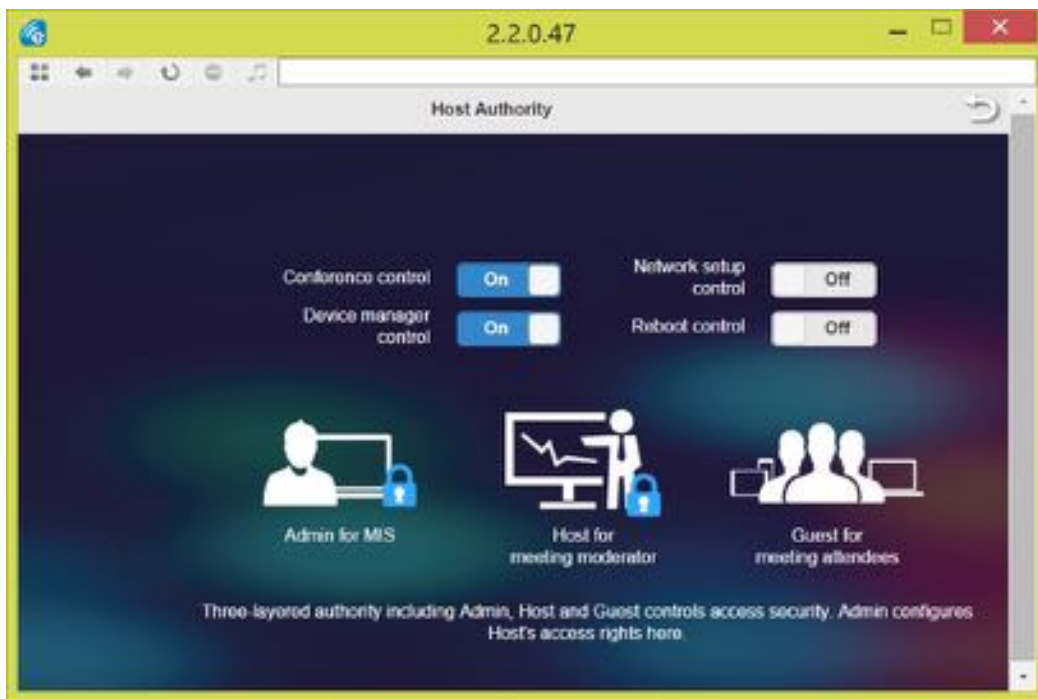 2.2.0.47
Host Authority
Conference control
On
Network setup
control
Off
Device manager
control
On
Reboot control
Off
Admin for MIS
Host for
meeting moderator
Guest for
meeting attendees
Three-layered authority including Admin, Host and Guest controls access security. Admin configures
Host's access rights here.